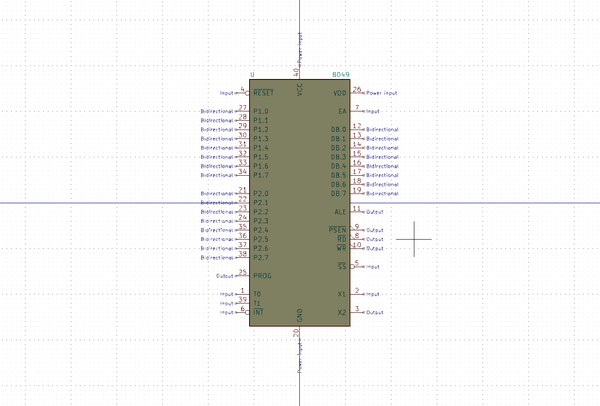 Power input
40
U 8049
VCC
Input 4 RESET VDD 26 Power input
Bidirectional 27 P1.0 EA 7 Input
Bidirectional 28 P1.1
Bidirectional 29 P1.2 DB.0 12 Bidirectional
Bidirectional 30 P1.3 DB.1 13 Bidirectional
Bidirectional 31 P1.4 DB.2 14 Bidirectional
Bidirectional 32 P1.5 DB.3 15 Bidirectional
Bidirectional 33 P1.6 DB.4 16 Bidirectional
Bidirectional 34 P1.7 DB.5 17 Bidirectional
DB.6 18 Bidirectional
Bidirectional 21 P2.0 DB.7 19 Bidirectional
Bidirectional 22 P2.1
Bidirectional 23 P2.2 ALE 11 Output
Bidirectional 24 P2.3
Bidirectional 35 P2.4 PSEN 9 Output
Bidirectional 36 P2.5 RD 8 Output
Bidirectional 37 P2.6 WR 10 Output
Bidirectional 38 P2.7
SS 5 Input
Output 25 PROG
Input 1 T0 X1 2 Input
Input 39 T1
Input 6 INT X2 3 Output
GND
20
Power input